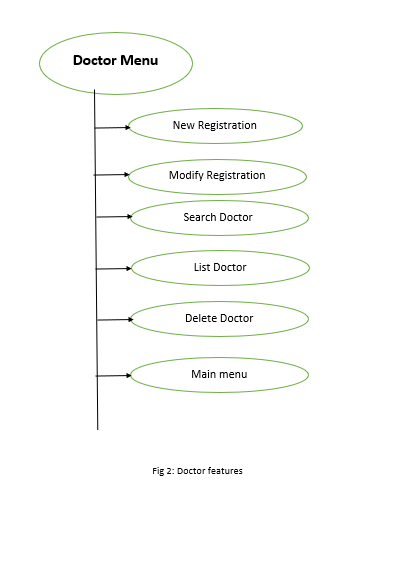 Doctor Menu
New Registration
Modify Registration
Search Doctor
List Doctor
Delete Doctor
Main menu
Fig 2: Doctor features